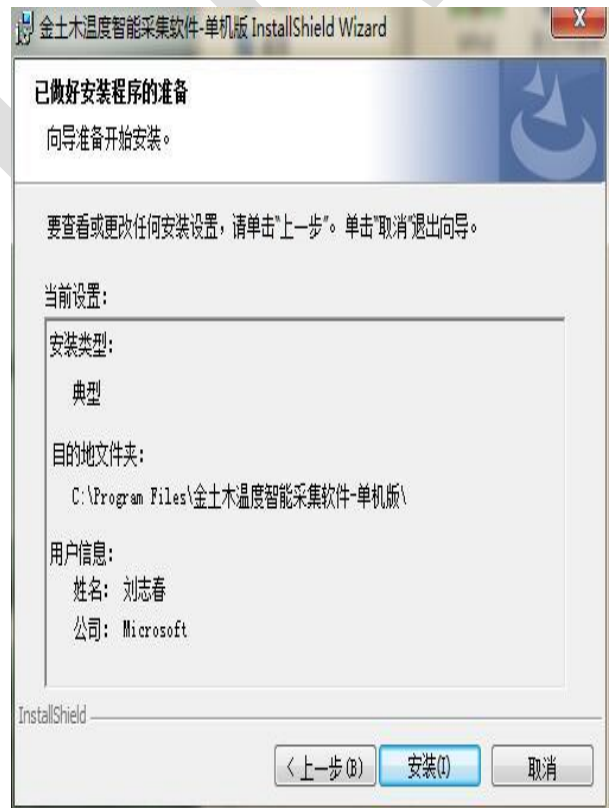 金土木温度智能采集软件-单机版 InstallShield Wizard
已做好安装程序的准备
向导准备开始安装。
要查看或更改任何安装设置，请单击"上一步"。单击"取消"退出向导。
当前设置：
安装类型：
典型
目的地文件夹：
C:\Program Files\金土木温度智能采集软件-单机版\
用户信息：
姓名： 刘志春
公司： Microsoft
InstallShield
< 上一步(B)
安装(I)
取消